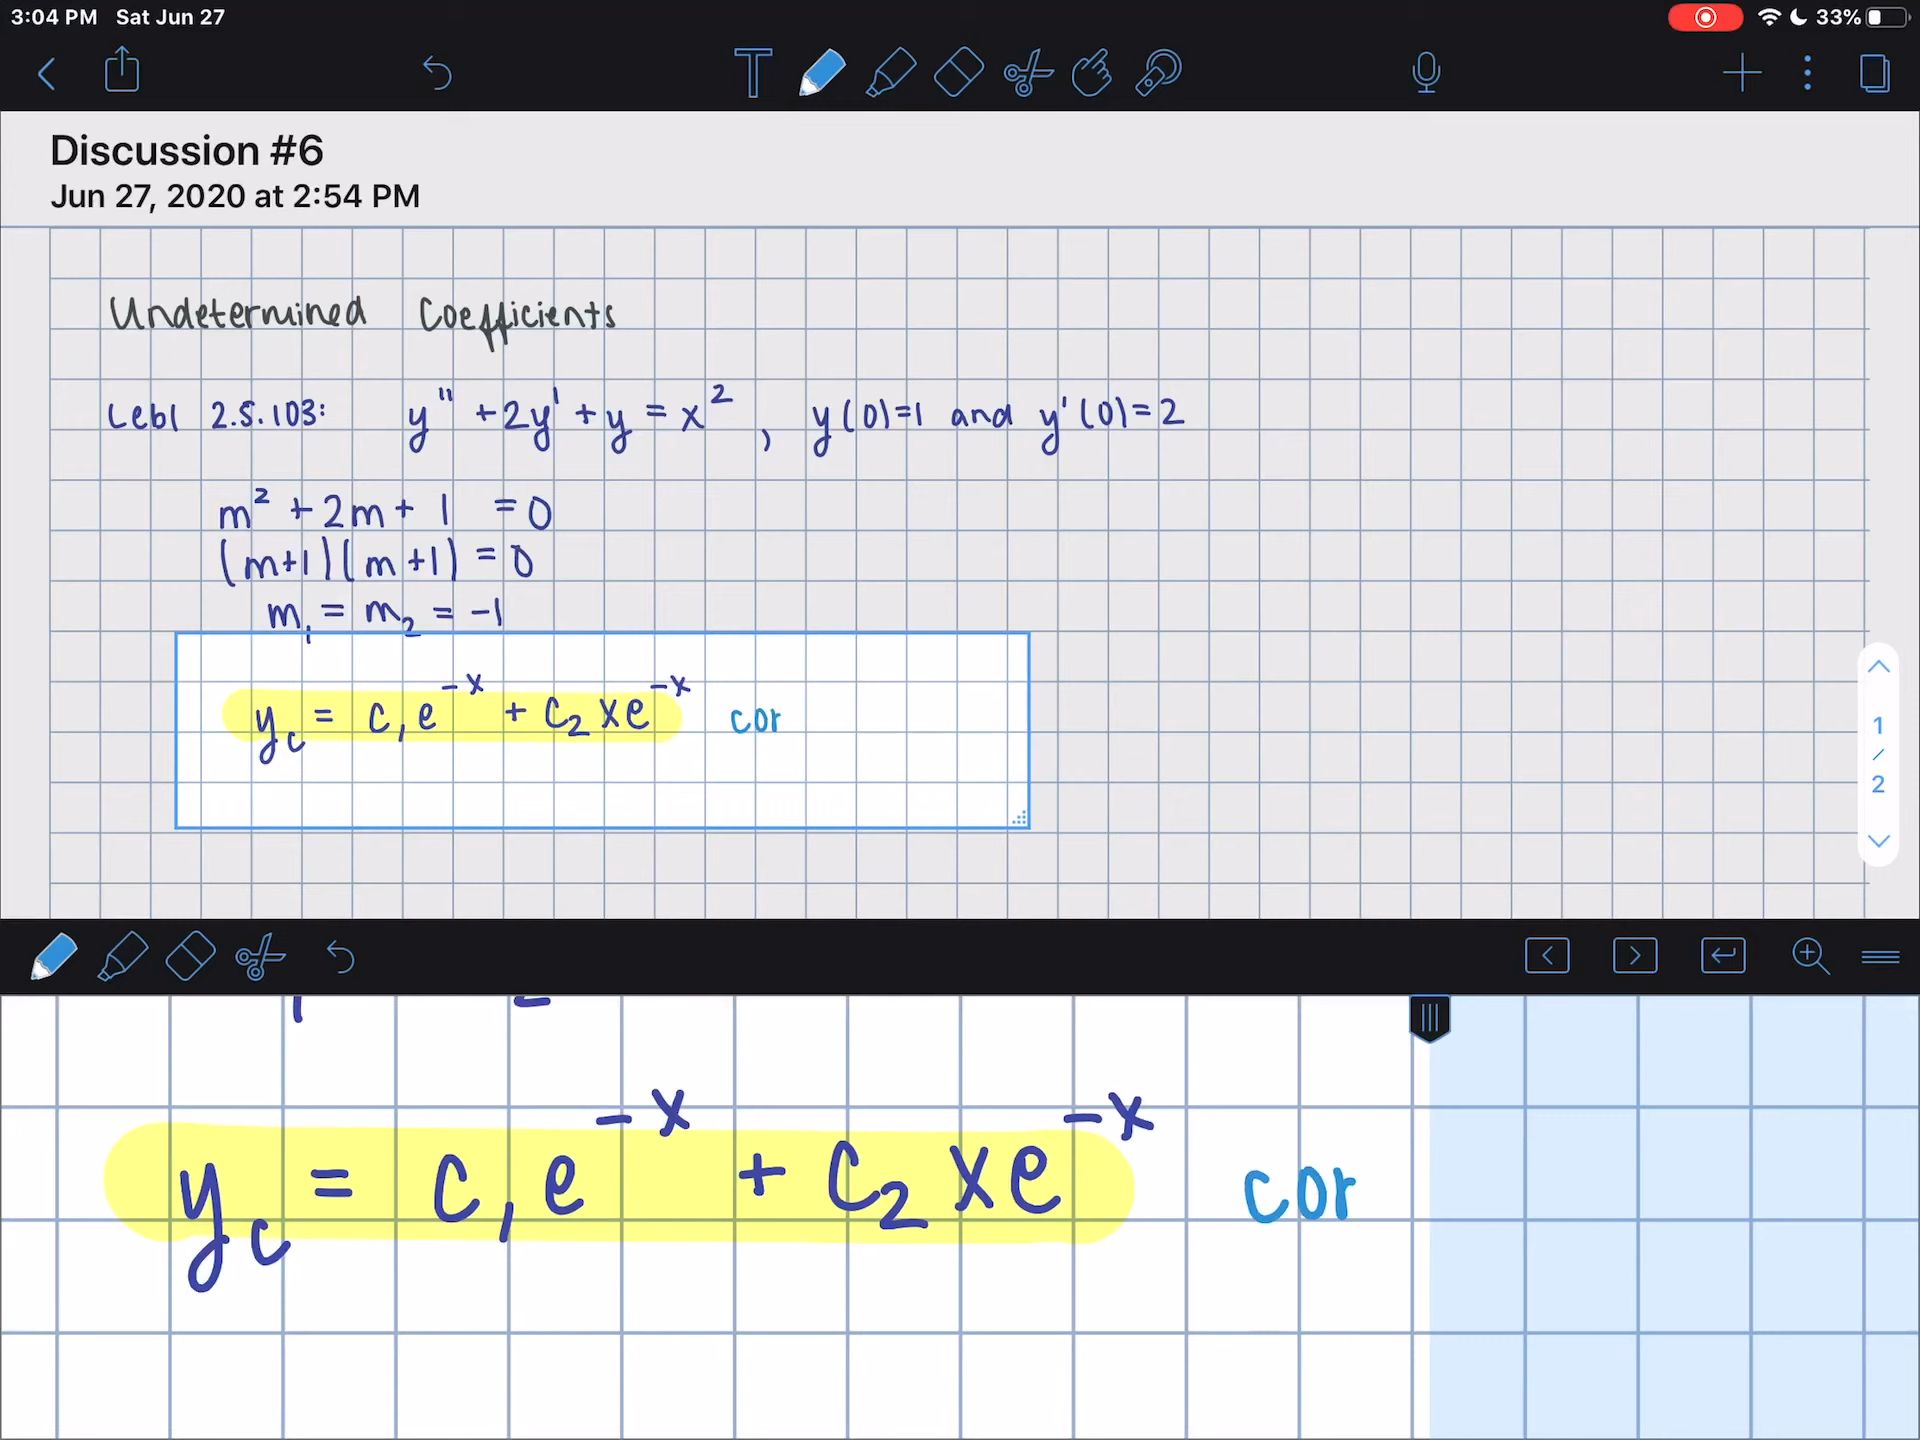 3:04 PM Sat Jun 27
33%
Discussion #6
Jun 27, 2020 at 2:54 PM
Undetermined Coefficients
Lebl 2.5.103: y'' + 2y' + y = x², y(0)=1 and y'(0)=2
m² + 2m + 1 = 0
(m+1)(m+1) = 0
m₁ = m₂ = -1
y_c = c₁e^{-x} + c₂xe^{-x} cor
1
/
2
y_c = c₁e^{-x} + c₂xe^{-x} cor